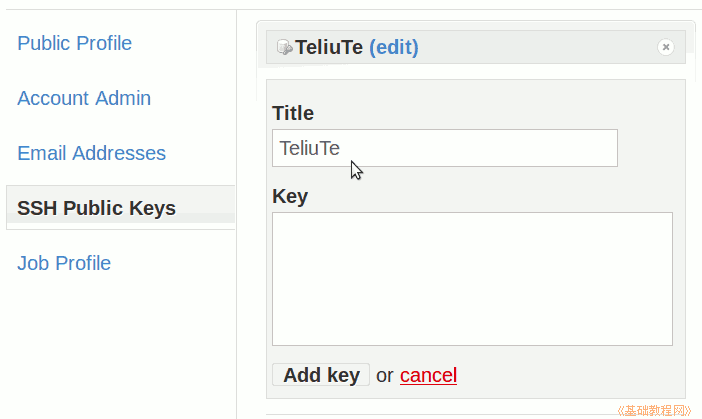 Public Profile
Account Admin
Email Addresses
SSH Public Keys
Job Profile
TeliuTe (edit)
Title
TeliuTe
Key
Add key or cancel
《基础教程网》